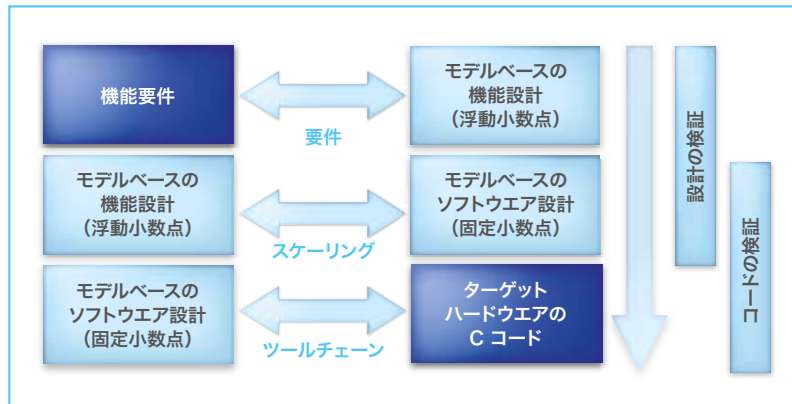 機能要件
モデルベースの
機能設計
(浮動小数点)
要件
モデルベースの
機能設計
(浮動小数点)
モデルベースの
ソフトウエア設計
(固定小数点)
スケーリング
モデルベースの
ソフトウエア設計
(固定小数点)
ターゲット
ハードウエアの
C コード
ツールチェーン
設計の検証
コードの検証